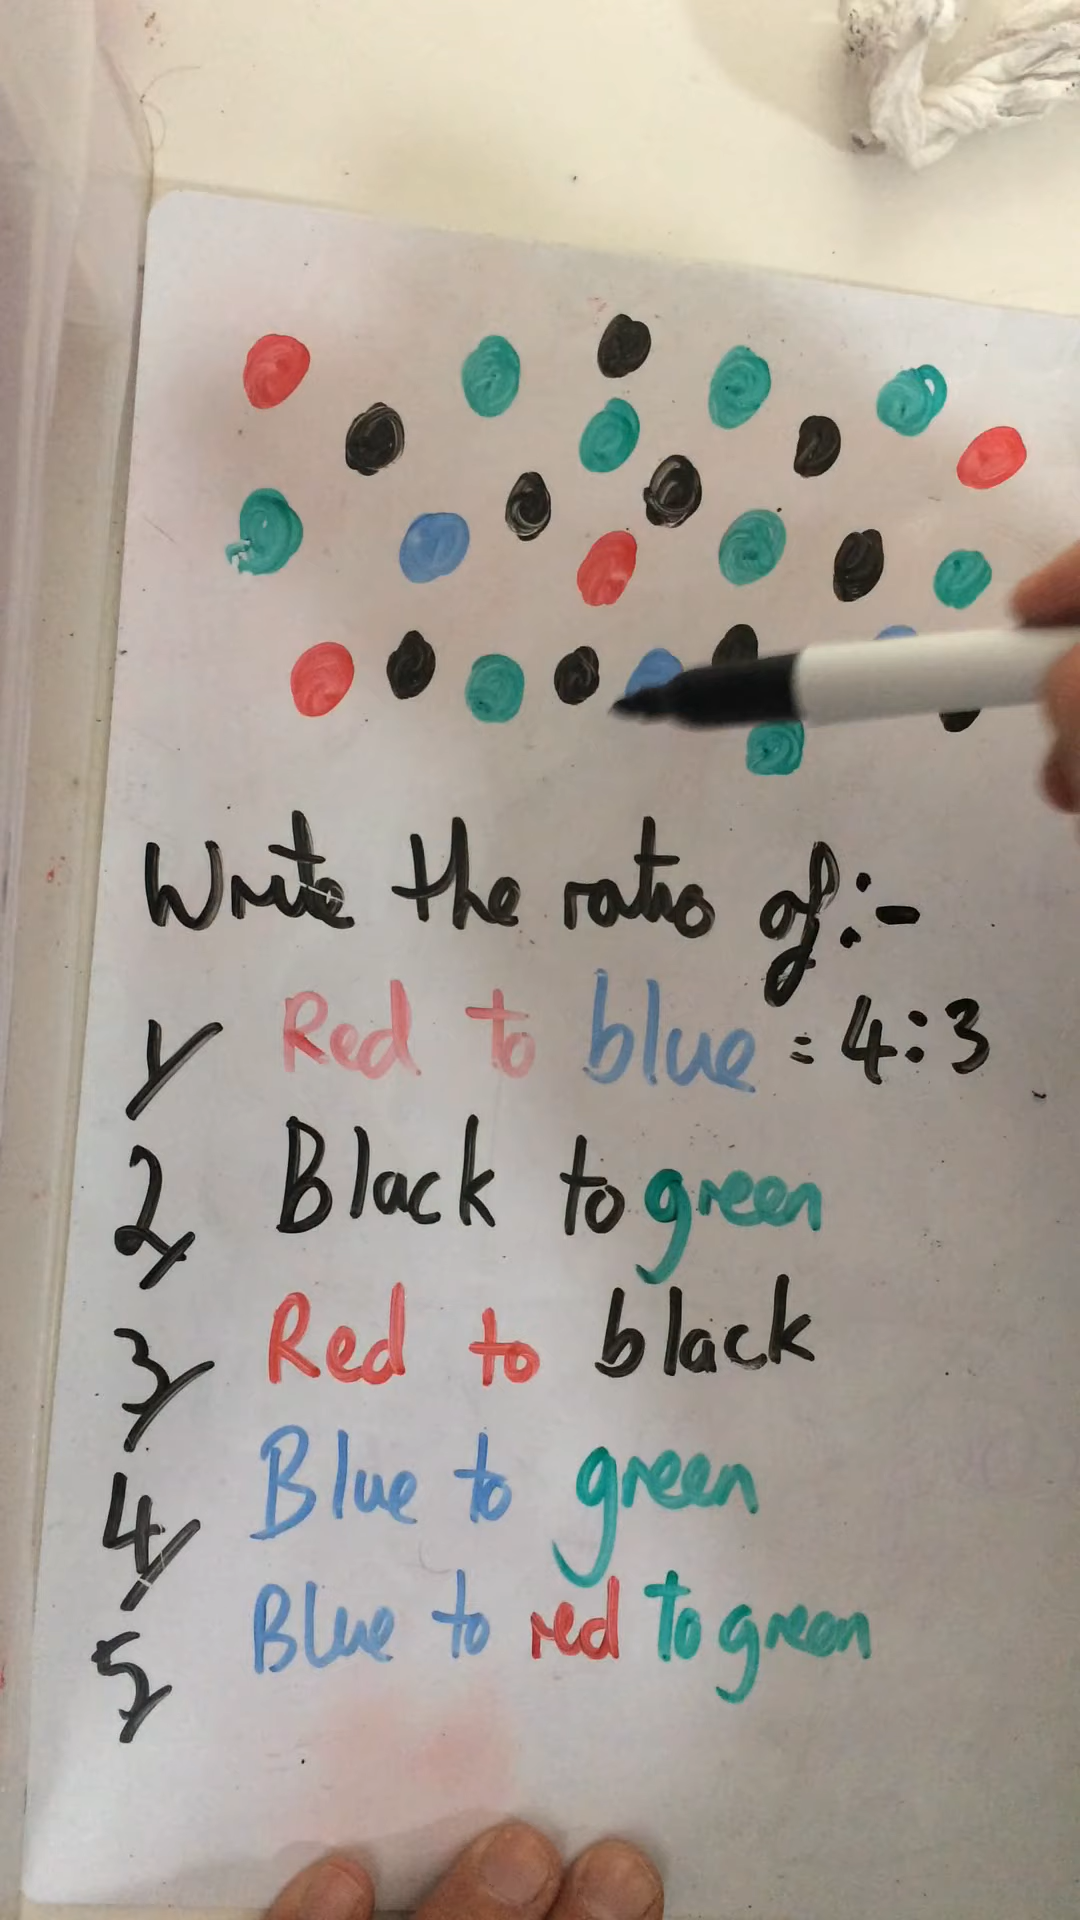 Write the ratio of:-
1/ Red to blue = 4:3
2/ Black to green
3/ Red to black
4/ Blue to green
5/ Blue to red to green